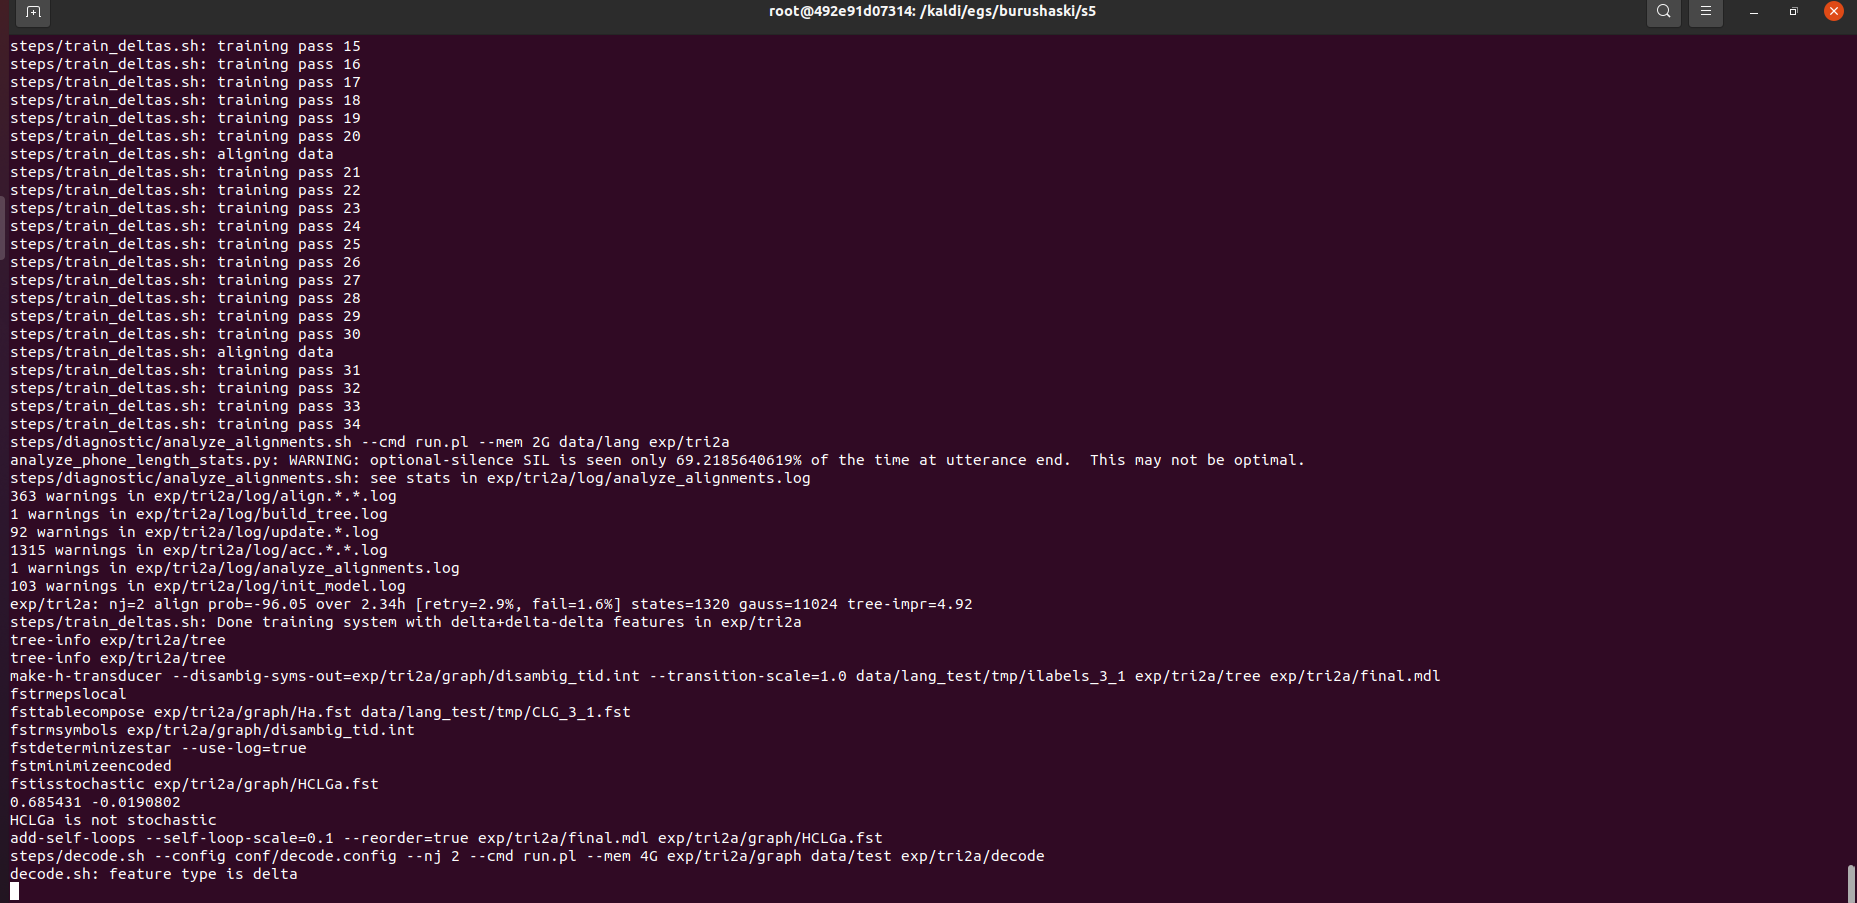 root@492e91d07314: /kaldi/egs/burushaski/s5
steps/train_deltas.sh: training pass 15
steps/train_deltas.sh: training pass 16
steps/train_deltas.sh: training pass 17
steps/train_deltas.sh: training pass 18
steps/train_deltas.sh: training pass 19
steps/train_deltas.sh: training pass 20
steps/train_deltas.sh: aligning data
steps/train_deltas.sh: training pass 21
steps/train_deltas.sh: training pass 22
steps/train_deltas.sh: training pass 23
steps/train_deltas.sh: training pass 24
steps/train_deltas.sh: training pass 25
steps/train_deltas.sh: training pass 26
steps/train_deltas.sh: training pass 27
steps/train_deltas.sh: training pass 28
steps/train_deltas.sh: training pass 29
steps/train_deltas.sh: training pass 30
steps/train_deltas.sh: aligning data
steps/train_deltas.sh: training pass 31
steps/train_deltas.sh: training pass 32
steps/train_deltas.sh: training pass 33
steps/train_deltas.sh: training pass 34
steps/diagnostic/analyze_alignments.sh --cmd run.pl --mem 2G data/lang exp/tri2a
analyze_phone_length_stats.py: WARNING: optional-silence SIL is seen only 69.2185640619% of the time at utterance end.  This may not be optimal.
steps/diagnostic/analyze_alignments.sh: see stats in exp/tri2a/log/analyze_alignments.log
363 warnings in exp/tri2a/log/align.*.*.log
1 warnings in exp/tri2a/log/build_tree.log
92 warnings in exp/tri2a/log/update.*.log
1315 warnings in exp/tri2a/log/acc.*.*.log
1 warnings in exp/tri2a/log/analyze_alignments.log
103 warnings in exp/tri2a/log/init_model.log
exp/tri2a: nj=2 align prob=-96.05 over 2.34h [retry=2.9%, fail=1.6%] states=1320 gauss=11024 tree-impr=4.92
steps/train_deltas.sh: Done training system with delta+delta-delta features in exp/tri2a
tree-info exp/tri2a/tree
tree-info exp/tri2a/tree
make-h-transducer --disambig-syms-out=exp/tri2a/graph/disambig_tid.int --transition-scale=1.0 data/lang_test/tmp/ilabels_3_1 exp/tri2a/tree exp/tri2a/final.mdl
fstrmepslocal
fsttablecompose exp/tri2a/graph/Ha.fst data/lang_test/tmp/CLG_3_1.fst
fstrmsymbols exp/tri2a/graph/disambig_tid.int
fstdeterminizestar --use-log=true
fstminimizeencoded
fstisstochastic exp/tri2a/graph/HCLGa.fst
0.685431 -0.0190802
HCLGa is not stochastic
add-self-loops --self-loop-scale=0.1 --reorder=true exp/tri2a/final.mdl exp/tri2a/graph/HCLGa.fst
steps/decode.sh --config conf/decode.config --nj 2 --cmd run.pl --mem 4G exp/tri2a/graph data/test exp/tri2a/decode
decode.sh: feature type is delta